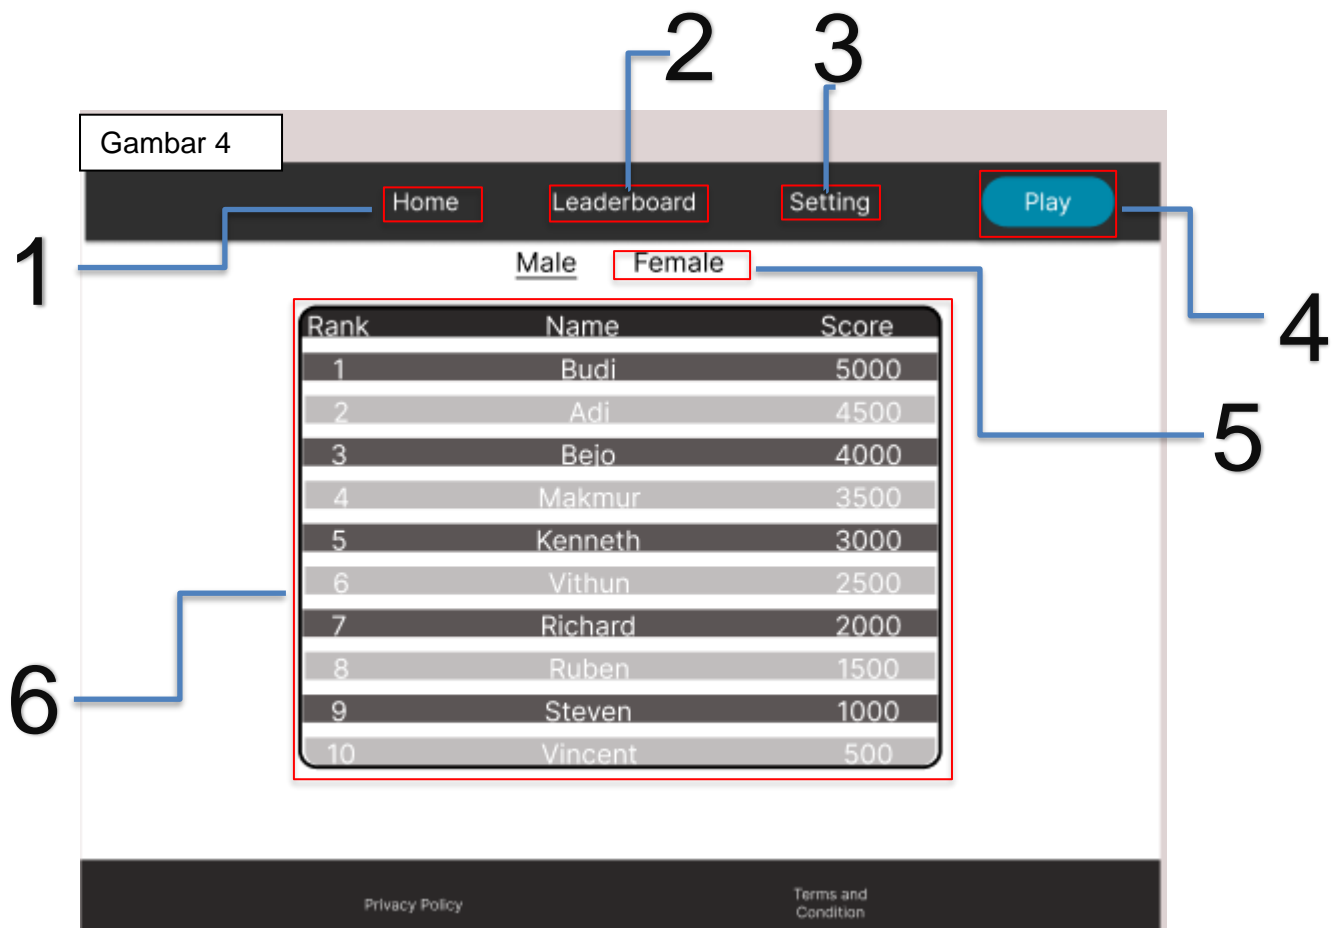 2
3
Gambar 4
Home Leaderboard Setting Play
1
Male Female
4
Rank Name Score
1 Budi 5000
2 Adi 4500
5
3 Bejo 4000
4 Makmur 3500
5 Kenneth 3000
6 Vithun 2500
7 Richard 2000
6
8 Ruben 1500
9 Steven 1000
10 Vincent 500
Privacy Policy
Terms and
Condition